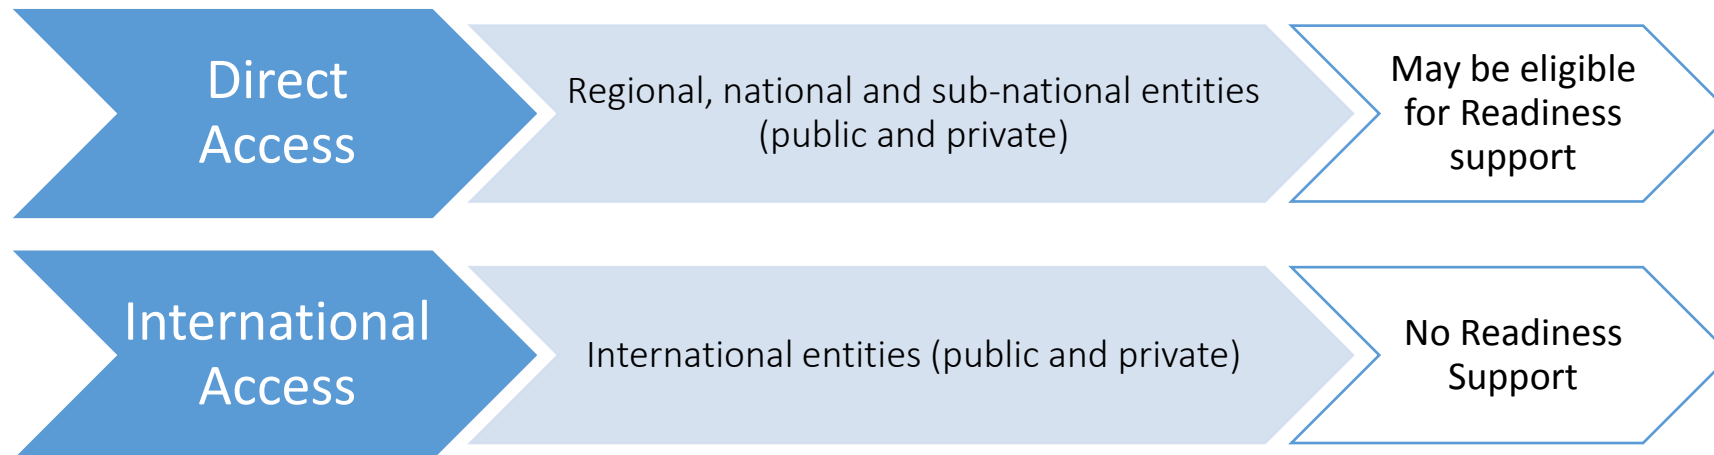 Direct
Access
Regional, national and sub-national entities
(public and private)
May be eligible
for Readiness
support
International
Access
International entities (public and private)
No Readiness
Support